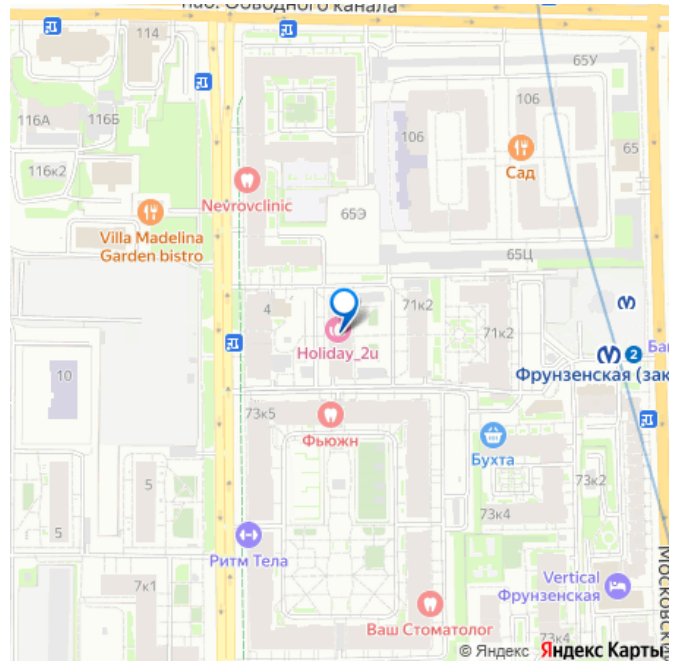 наб. Обводного канала
114
65У
116А
116Б
106
106
65
116к2
Сад
Nevrovclinic
65Э
Villa Madelina
Garden bistro
65Ц
4
71к2
71к2
Holiday_2u
2
Ба
Фрунзенская (зак
10
73к5
Фьюжн
Бухта
73к2
5
5
73к4
Ритм Тела
7к1
Vertical
Фрунзенская
Московский
Ваш Стоматолог
73к4
© Яндекс Яндекс Карты